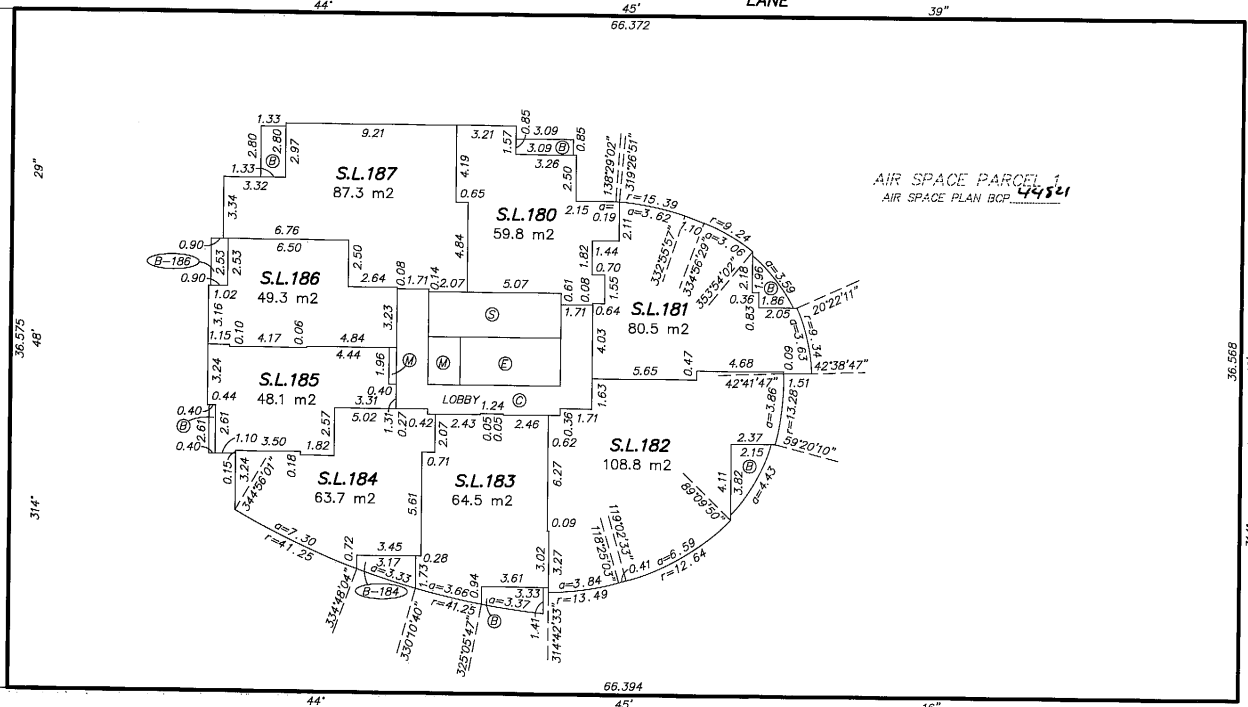 44'
45'
LANE
39"
66.372
AIR SPACE PARCEL 1
AIR SPACE PLAN BCP 44521
29"
36.575
48'
314°
36.568
1.33
9.21
3.21
0.85
3.09
0.85
2.80
2.80
B
2.97
1.57
3.09 B
3.26
1.33
3.32
S.L.187
87.3 m2
4.19
0.65
2.50
138°29'02"
319°26'51"
2.15
a=
0.19
r=15.39
a=3.62
2.11
S.L.180
59.8 m2
3.34
6.76
6.50
0.90
B-186
2.53
2.53
0.90
1.02
2.50
2.64
0.08
0.14
1.71
2.07
4.84
5.07
1.82
1.44
0.70
1.55
0.61
0.08
1.71
0.64
332°55'57"
1.10
334°56'29"
r=9.24
a=3.06
353°54'02"
2.18
1.96
B
a=3.59
0.36
1.86
2.05
0.83
20°22'11"
r=9.34
a=3.63
0.09
42°38'47"
S.L.186
49.3 m2
S.L.181
80.5 m2
3.16
0.10
0.06
3.23
1.15
4.17
4.84
4.44
S
M
M
E
4.03
5.65
0.47
4.68
42°41'47"
1.51
3.24
S.L.185
48.1 m2
1.96
0.40
0.44
0.40
B
2.61
2.61
0.40
3.31
5.02
1.31
0.27
0.42
LOBBY
C
1.24
2.43
0.05
0.05
2.46
0.36
1.71
1.63
a=3.86
r=13.28
59°20'10"
2.57
1.10
3.50
1.82
0.15
3.24
0.18
2.07
0.71
0.62
S.L.182
108.8 m2
2.37
2.15
B
4.11
3.82
a=4.43
344°56'01"
S.L.184
63.7 m2
5.61
S.L.183
64.5 m2
6.27
0.09
89°09'50"
119°02'33"
118°25'03"
a=7.30
r=41.25
0.72
3.45
3.17
a=3.33
0.28
1.73
B-184
334°48'04"
330°10'40"
a=3.66
r=41.25
0.94
3.61
3.33
a=3.37
B
3.02
3.27
1.41
a=3.84
r=13.49
0.41
a=6.59
r=12.64
325°05'47"
314°42'33"
66.394
44'
45'